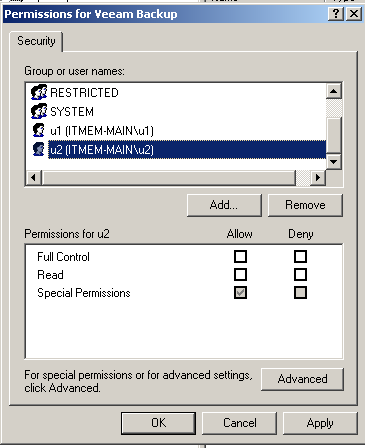 Name
Type
Permissions for Veeam Backup
Security
Group or user names:
RESTRICTED
SYSTEM
u1 (ITMEM-MAIN\u1)
u2 (ITMEM-MAIN\u2)
Add... Remove
Permissions for u2 Allow Deny
Full Control
Read
Special Permissions
For special permissions or for advanced settings,
click Advanced.
Advanced
OK Cancel Apply